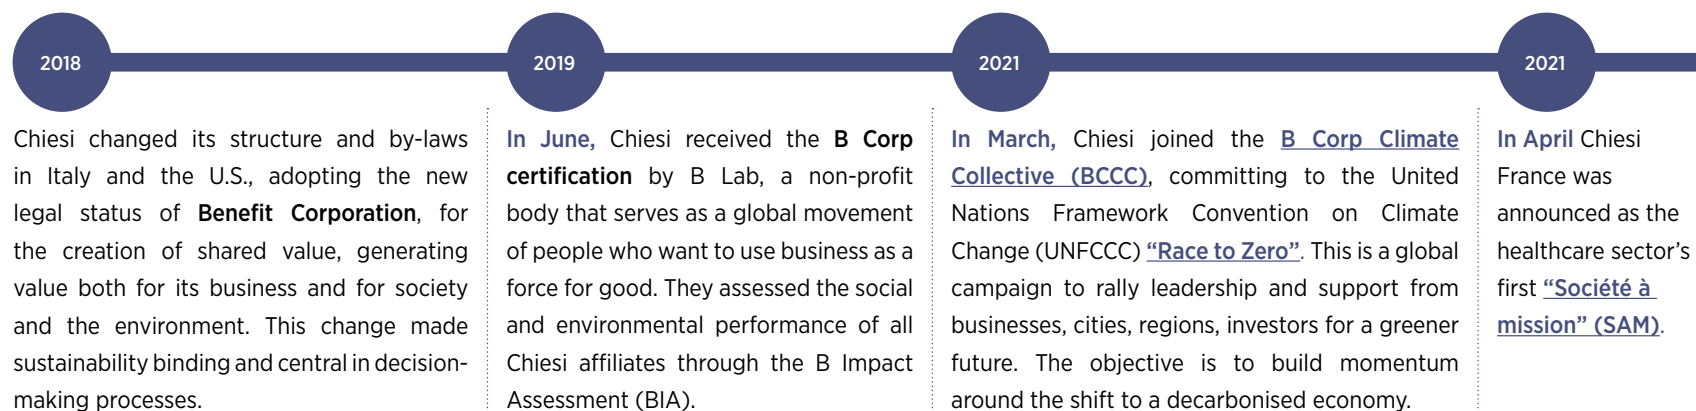 2018
Chiesi changed its structure and by-laws
in Italy and the U.S., adopting the new
legal status of Benefit Corporation, for
the creation of shared value, generating
value both for its business and for society
and the environment. This change made
sustainability binding and central in decision-
making processes.
2019
In June, Chiesi received the B Corp
certification by B Lab, a non-profit
body that serves as a global movement
of people who want to use business as a
force for good. They assessed the social
and environmental performance of all
Chiesi affiliates through the B Impact
Assessment (BIA).
2021
In March, Chiesi joined the B Corp Climate
Collective (BCCC), committing to the United
Nations Framework Convention on Climate
Change (UNFCCC) “Race to Zero”. This is a global
campaign to rally leadership and support from
businesses, cities, regions, investors for a greener
future. The objective is to build momentum
around the shift to a decarbonised economy.
2021
In April Chiesi
France was
announced as the
healthcare sector’s
first “Société à
mission” (SAM).